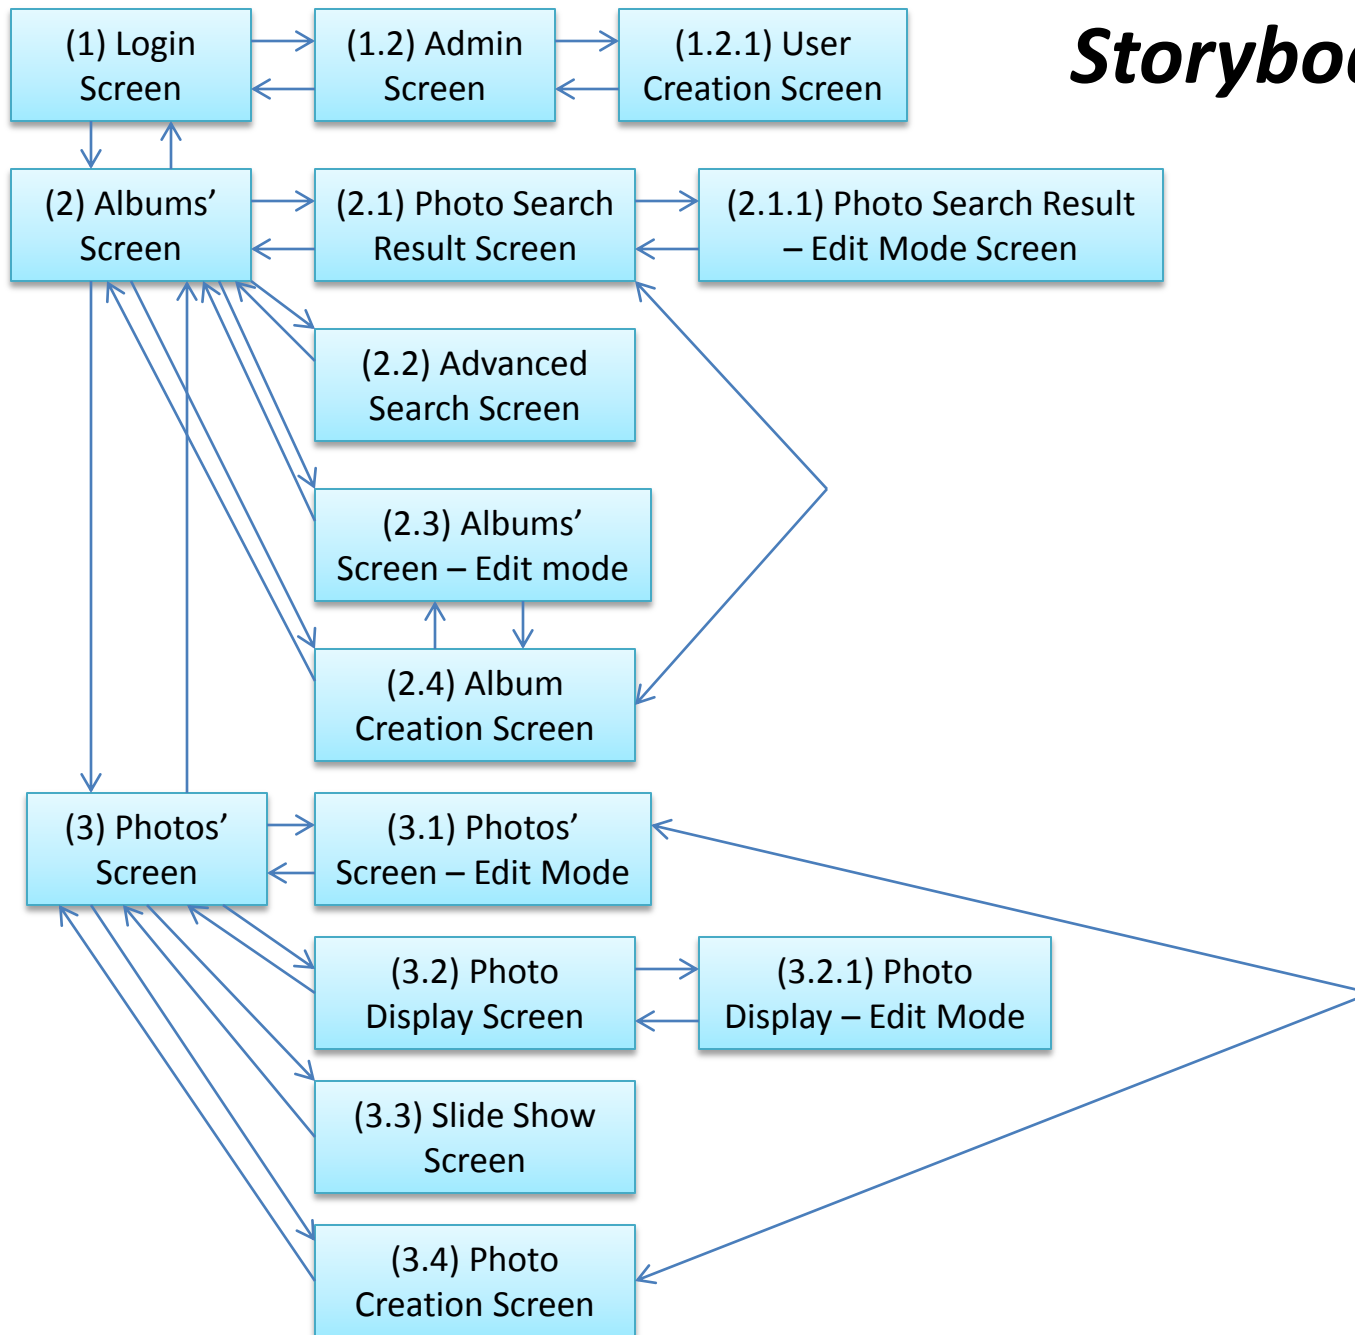 (1) Login
Screen
(1.2) Admin
Screen
(1.2.1) User
Creation Screen
(2) Albums’
Screen
(2.1) Photo Search
Result Screen
(2.1.1) Photo Search Result
– Edit Mode Screen
(2.2) Advanced
Search Screen
(2.3) Albums’
Screen – Edit mode
(2.4) Album
Creation Screen
(3) Photos’
Screen
(3.1) Photos’
Screen – Edit Mode
(3.2) Photo
Display Screen
(3.2.1) Photo
Display – Edit Mode
(3.3) Slide Show
Screen
(3.4) Photo
Creation Screen